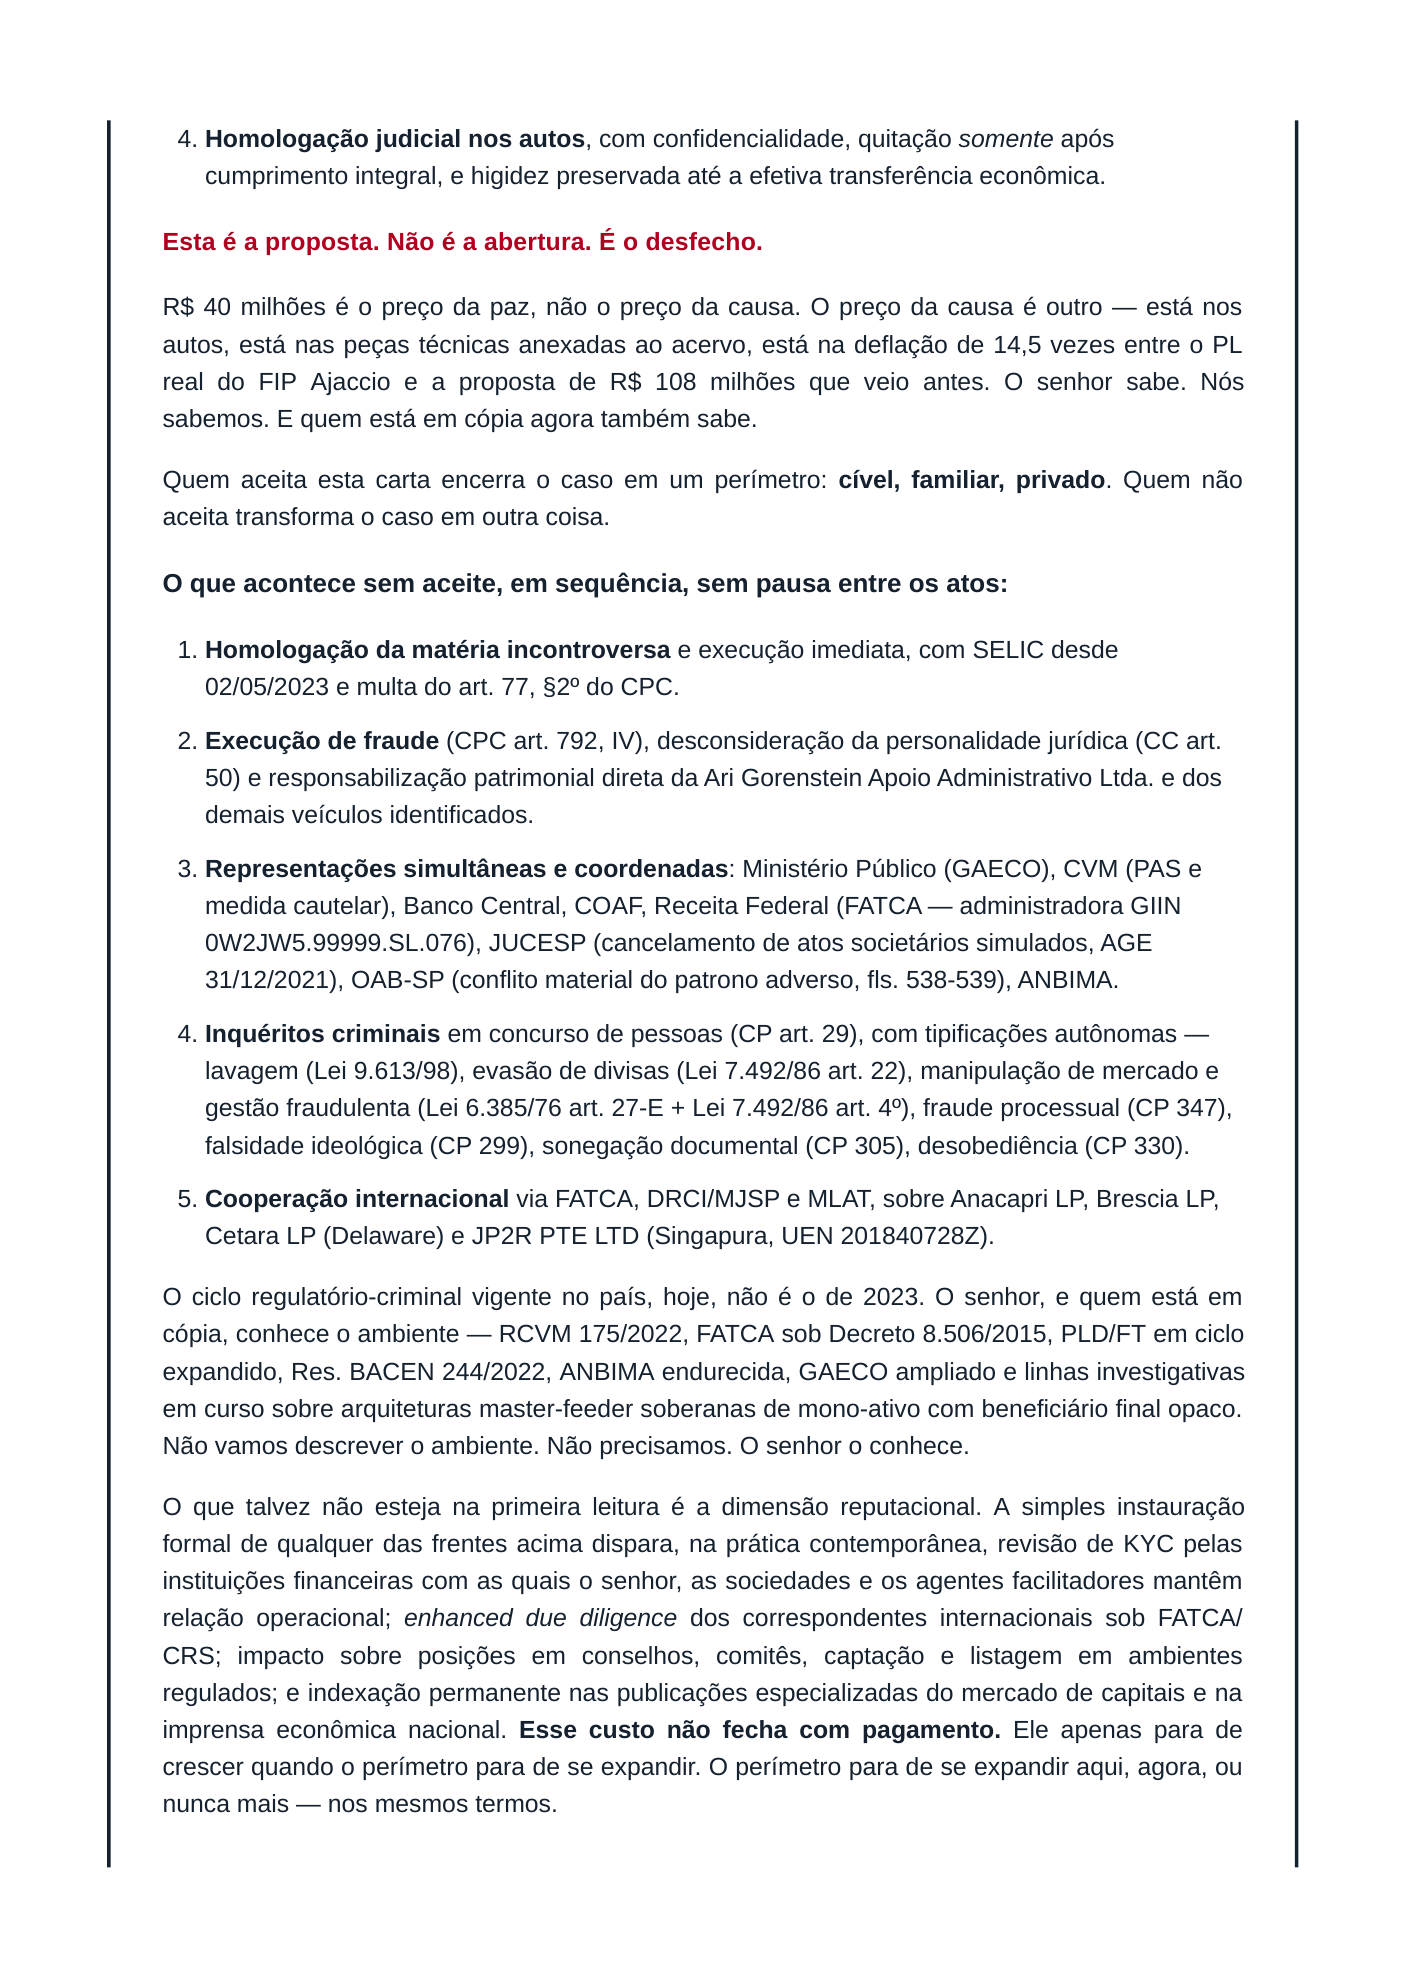 4. Homologação judicial nos autos, com confidencialidade, quitação somente após
cumprimento integral, e higidez preservada até a efetiva transferência econômica.
Esta é a proposta. Não é a abertura. É o desfecho.
R$ 40 milhões é o preço da paz, não o preço da causa. O preço da causa é outro — está nos
autos, está nas peças técnicas anexadas ao acervo, está na deflação de 14,5 vezes entre o PL
real do FIP Ajaccio e a proposta de R$ 108 milhões que veio antes. O senhor sabe. Nós
sabemos. E quem está em cópia agora também sabe.
Quem aceita esta carta encerra o caso em um perímetro: cível, familiar, privado. Quem não
aceita transforma o caso em outra coisa.
O que acontece sem aceite, em sequência, sem pausa entre os atos:
1. Homologação da matéria incontroversa e execução imediata, com SELIC desde
02/05/2023 e multa do art. 77, §2º do CPC.
2. Execução de fraude (CPC art. 792, IV), desconsideração da personalidade jurídica (CC art.
50) e responsabilização patrimonial direta da Ari Gorenstein Apoio Administrativo Ltda. e dos
demais veículos identificados.
3. Representações simultâneas e coordenadas: Ministério Público (GAECO), CVM (PAS e
medida cautelar), Banco Central, COAF, Receita Federal (FATCA — administradora GIIN
0W2JW5.99999.SL.076), JUCESP (cancelamento de atos societários simulados, AGE
31/12/2021), OAB-SP (conflito material do patrono adverso, fls. 538-539), ANBIMA.
4. Inquéritos criminais em concurso de pessoas (CP art. 29), com tipificações autônomas —
lavagem (Lei 9.613/98), evasão de divisas (Lei 7.492/86 art. 22), manipulação de mercado e
gestão fraudulenta (Lei 6.385/76 art. 27-E + Lei 7.492/86 art. 4º), fraude processual (CP 347),
falsidade ideológica (CP 299), sonegação documental (CP 305), desobediência (CP 330).
5. Cooperação internacional via FATCA, DRCI/MJSP e MLAT, sobre Anacapri LP, Brescia LP,
Cetara LP (Delaware) e JP2R PTE LTD (Singapura, UEN 201840728Z).
O ciclo regulatório-criminal vigente no país, hoje, não é o de 2023. O senhor, e quem está em
cópia, conhece o ambiente — RCVM 175/2022, FATCA sob Decreto 8.506/2015, PLD/FT em ciclo
expandido, Res. BACEN 244/2022, ANBIMA endurecida, GAECO ampliado e linhas investigativas
em curso sobre arquiteturas master-feeder soberanas de mono-ativo com beneficiário final opaco.
Não vamos descrever o ambiente. Não precisamos. O senhor o conhece.
O que talvez não esteja na primeira leitura é a dimensão reputacional. A simples instauração
formal de qualquer das frentes acima dispara, na prática contemporânea, revisão de KYC pelas
instituições financeiras com as quais o senhor, as sociedades e os agentes facilitadores mantêm
relação operacional; enhanced due diligence dos correspondentes internacionais sob FATCA/
CRS; impacto sobre posições em conselhos, comitês, captação e listagem em ambientes
regulados; e indexação permanente nas publicações especializadas do mercado de capitais e na
imprensa econômica nacional. Esse custo não fecha com pagamento. Ele apenas para de
crescer quando o perímetro para de se expandir. O perímetro para de se expandir aqui, agora, ou
nunca mais — nos mesmos termos.